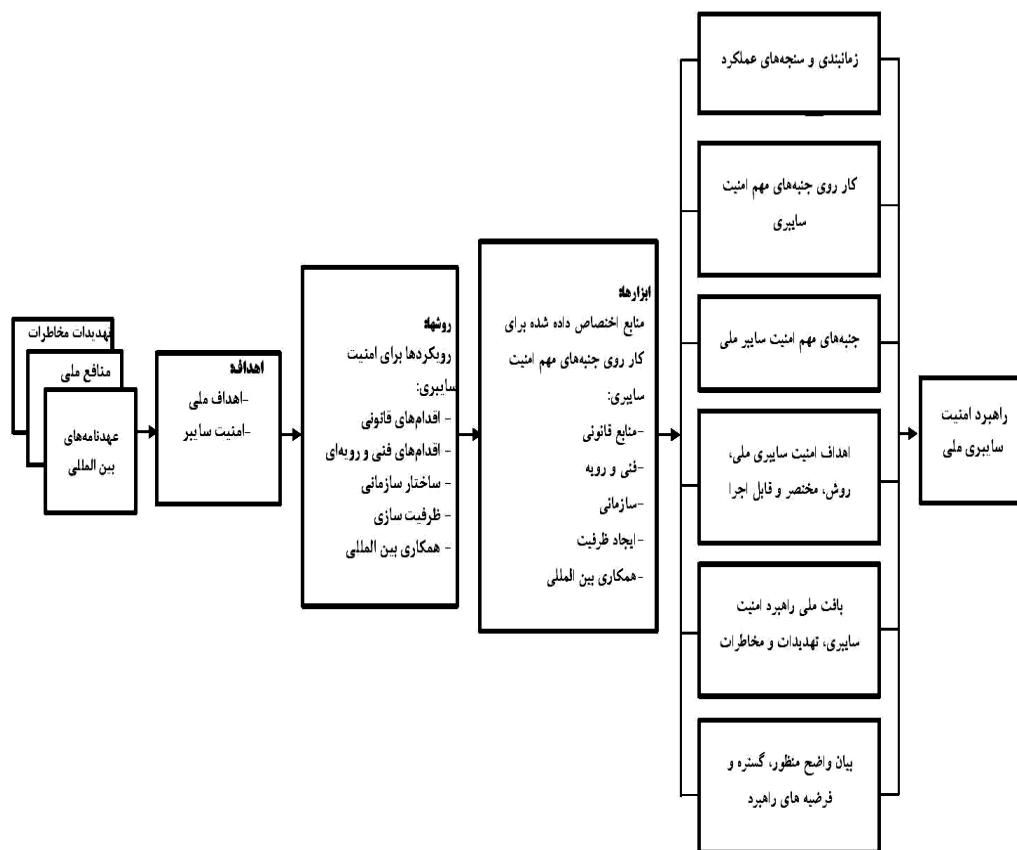 تهدیدات مخاطرات
منافع ملی
عهدنامه‌های
بین المللی
اهداف:
-اهداف ملی
-امنیت سایبر
روشها:
رویکردها برای امنیت
سایبری:
- اقدام‌های قانونی
- اقدام‌های فنی و رویه‌ای
- ساختار سازمانی
- ظرفیت سازی
- همکاری بین المللی
ابزارها:
منابع اختصاص داده شده برای
کار روی جنبه‌های مهم امنیت
سایبری:
-منابع قانونی
-فنی و رویه
-سازمانی
-ایجاد ظرفیت
-همکاری بین المللی
زمانبندی و سنجه‌های عملکرد
کار روی جنبه‌های مهم امنیت
سایبری
جنبه‌های مهم امنیت سایبر ملی
اهداف امنیت سایبری ملی،
روش، مختصر و قابل اجرا
بافت ملی راهبرد امنیت
سایبری، تهدیدات و مخاطرات
بیان واضح منظور، گستره و
فرضیه های راهبرد
راهبرد امنیت
سایبری ملی